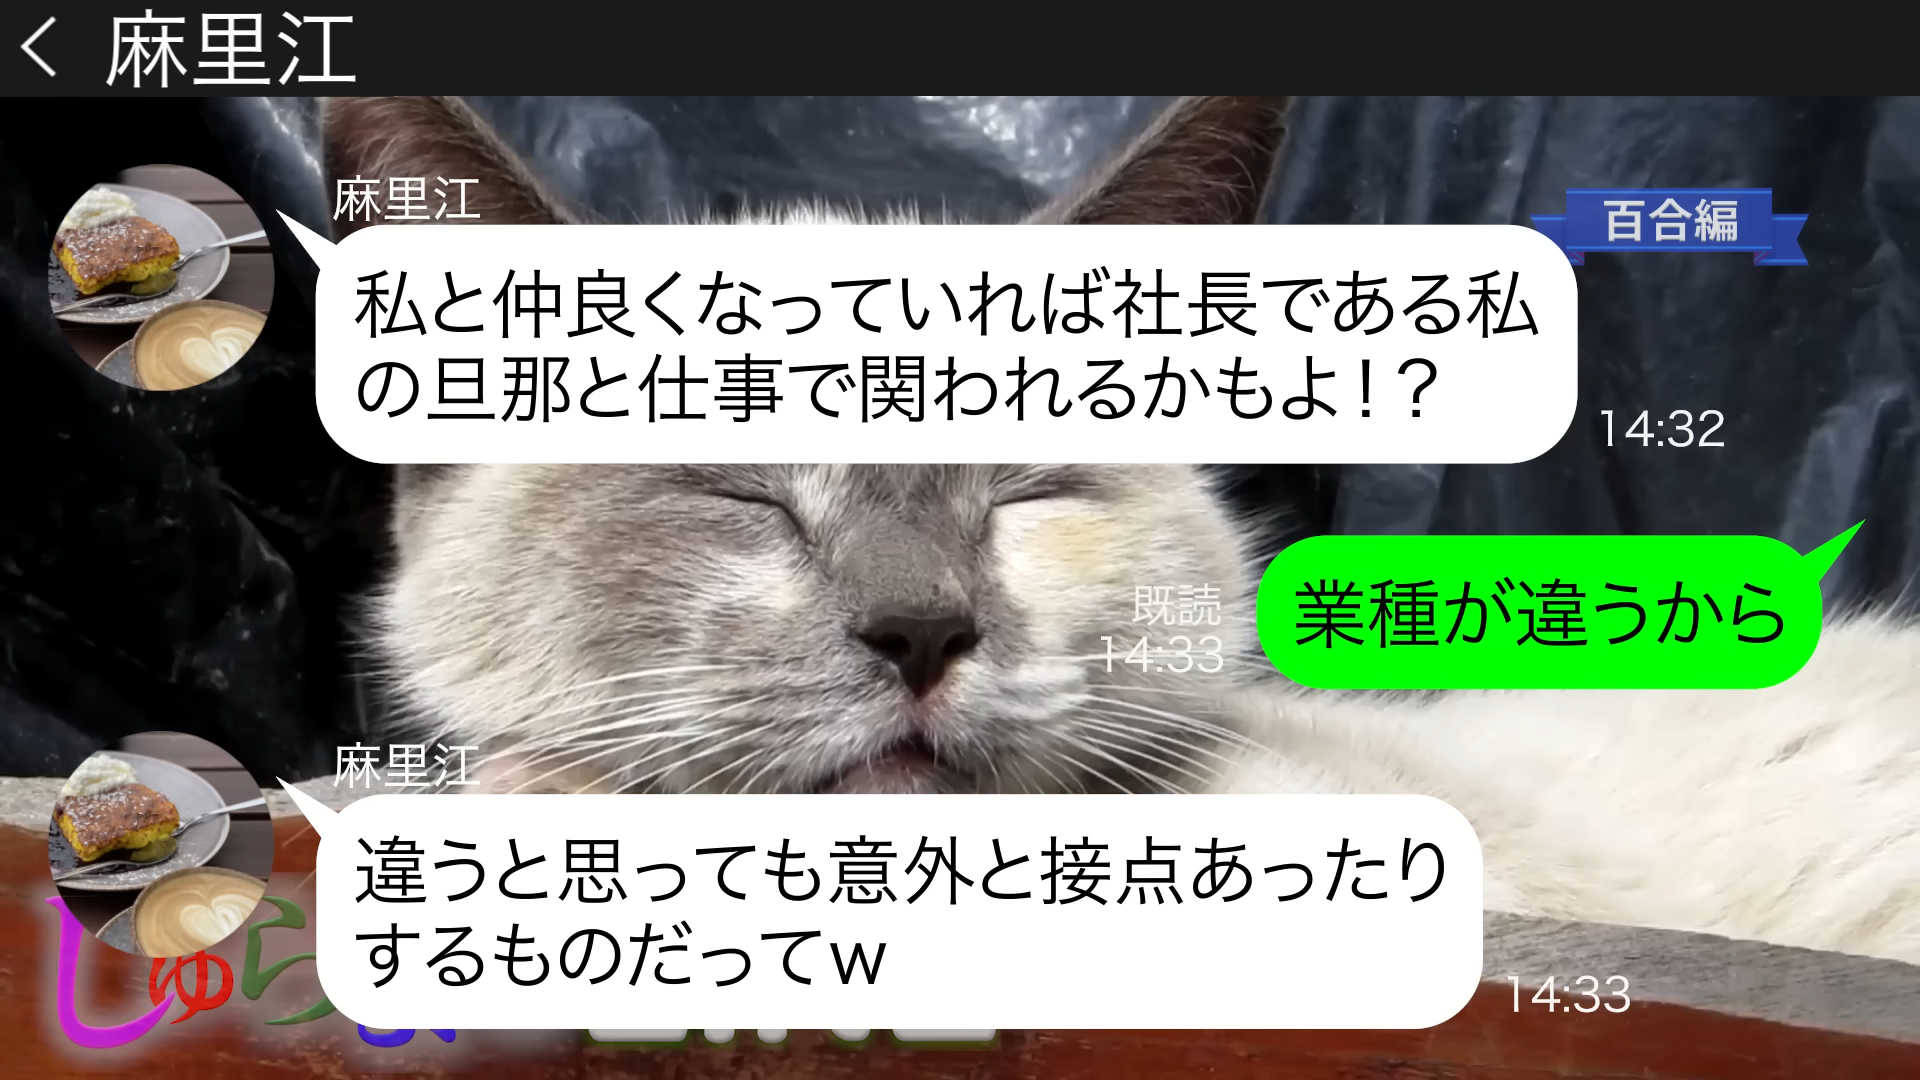 麻里江
麻里江
百合編
私と仲良くなっていれば社長である私
の旦那と仕事で関われるかもよ！？
14:32
業種が違うから
既読
14:33
麻里江
違うと思っても意外と接点あったり
するものだってw
14:33
しゅら